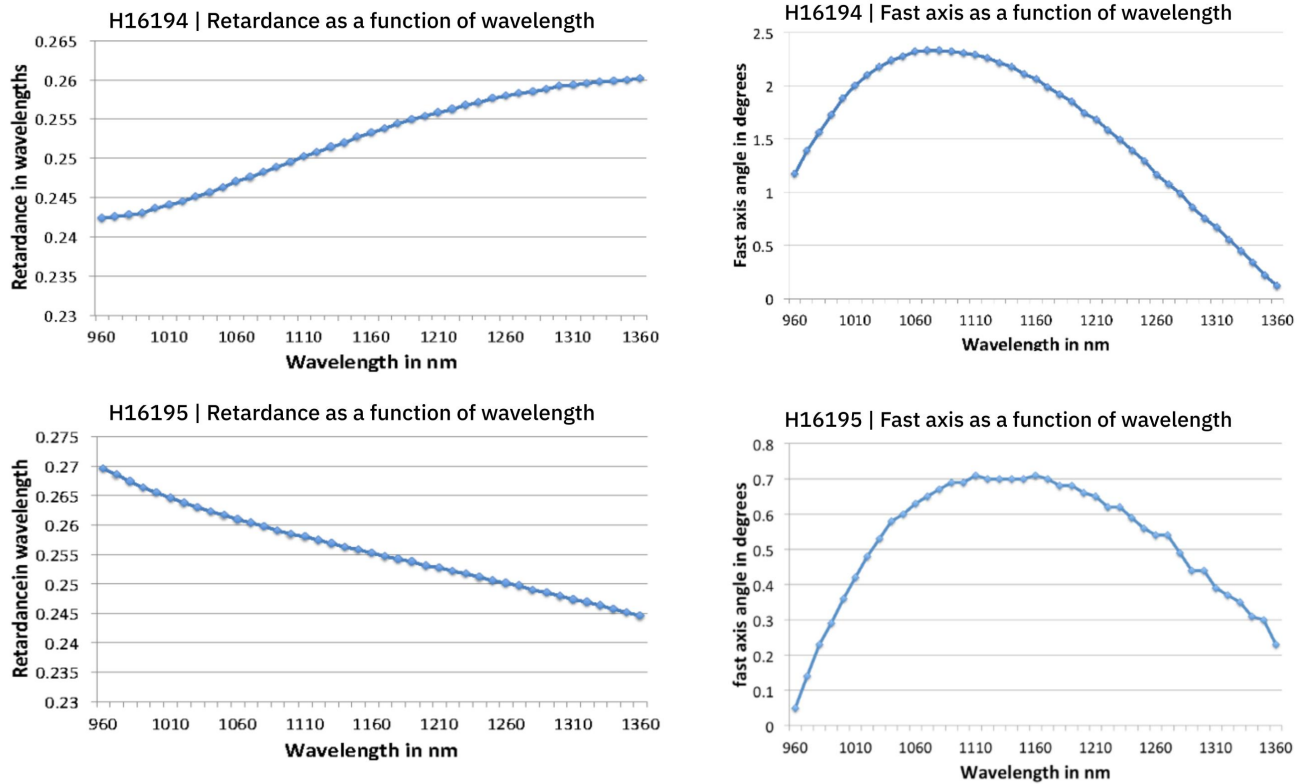 H16194 | Retardance as a function of wavelength
Retardance in wavelengths
0.265
0.26
0.255
0.25
0.245
0.24
0.235
0.23
960 1010 1060 1110 1160 1210 1260 1310 1360
Wavelength in nm
H16194 | Fast axis as a function of wavelength
Fast axis angle in degrees
2.5
2
1.5
1
0.5
0
960 1010 1060 1110 1160 1210 1260 1310 1360
Wavelength in nm
H16195 | Retardance as a function of wavelength
Retardancein wavelength
0.275
0.27
0.265
0.26
0.255
0.25
0.245
0.24
0.235
0.23
960 1010 1060 1110 1160 1210 1260 1310 1360
Wavelength in nm
H16195 | Fast axis as a function of wavelength
fast axis angle in degrees
0.8
0.7
0.6
0.5
0.4
0.3
0.2
0.1
0
960 1010 1060 1110 1160 1210 1260 1310 1360
Wavelength in nm